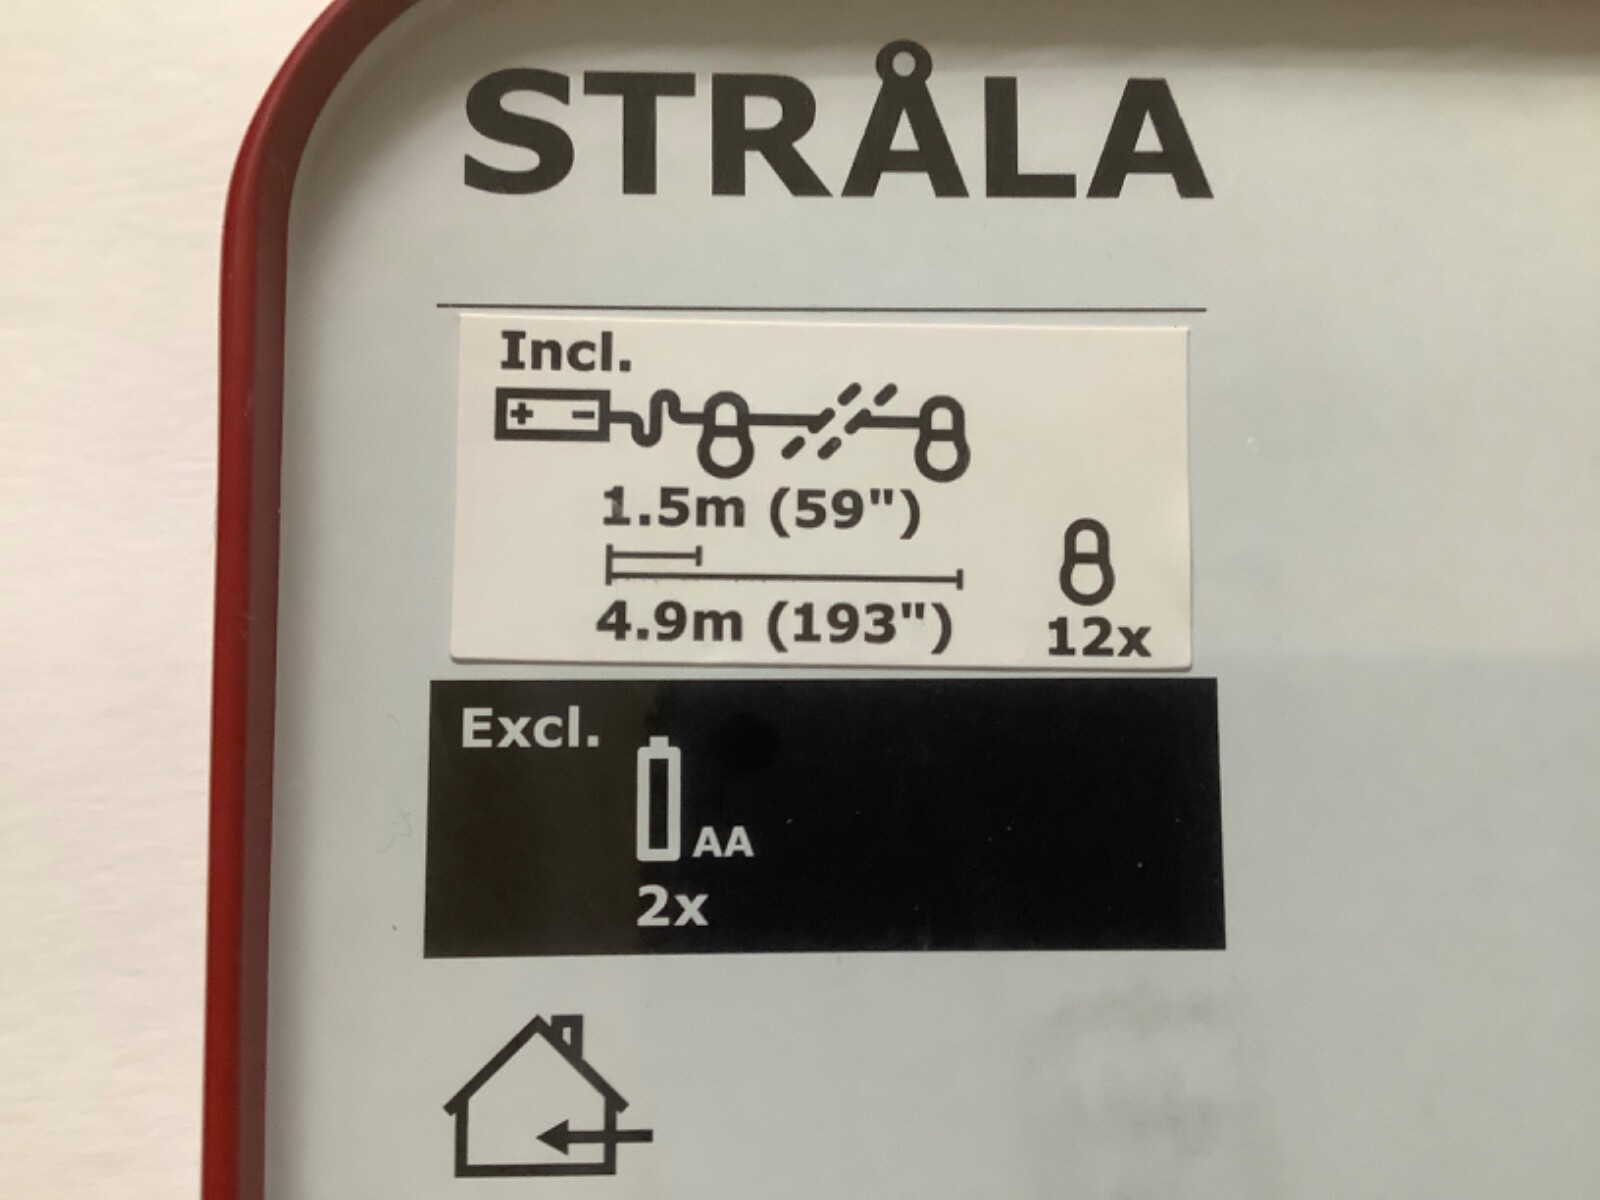 STRÅLA
Incl.
+ -
1.5m (59")
4.9m (193")
12x
Excl.
AA
2x